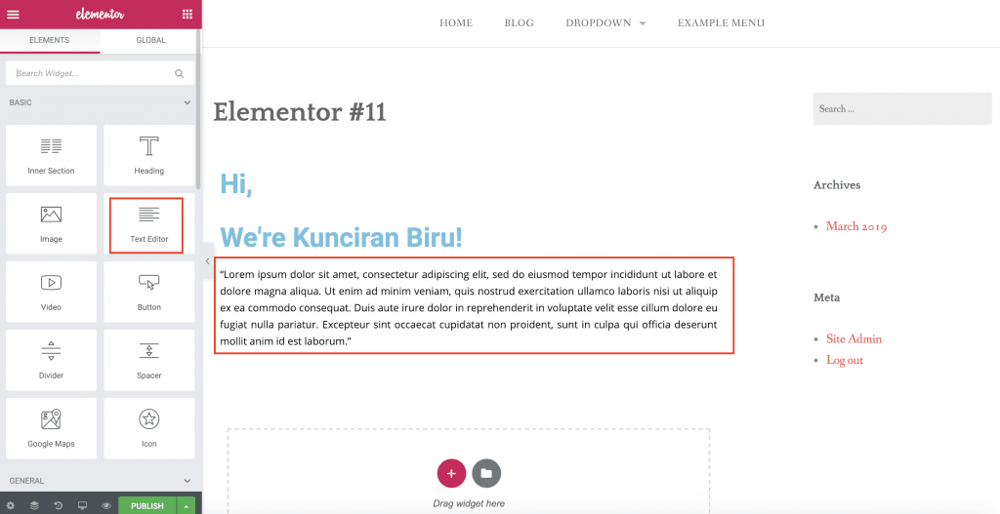 elementor
ELEMENTS GLOBAL
Search Widget...
BASIC
Inner Section Heading
Image Text Editor
Video Button
Divider Spacer
Google Maps Icon
GENERAL
PUBLISH
HOME BLOG DROPDOWN EXAMPLE MENU
Elementor #11
Hi,
We're Kunciran Biru!
“Lorem ipsum dolor sit amet, consectetur adipiscing elit, sed do eiusmod tempor incididunt ut labore et
dolore magna aliqua. Ut enim ad minim veniam, quis nostrud exercitation ullamco laboris nisi ut aliquip
ex ea commodo consequat. Duis aute irure dolor in reprehenderit in voluptate velit esse cillum dolore eu
fugiat nulla pariatur. Excepteur sint occaecat cupidatat non proident, sunt in culpa qui officia deserunt
mollit anim id est laborum.”
Drag widget here
Search ...
Archives
March 2019
Meta
Site Admin
Log out